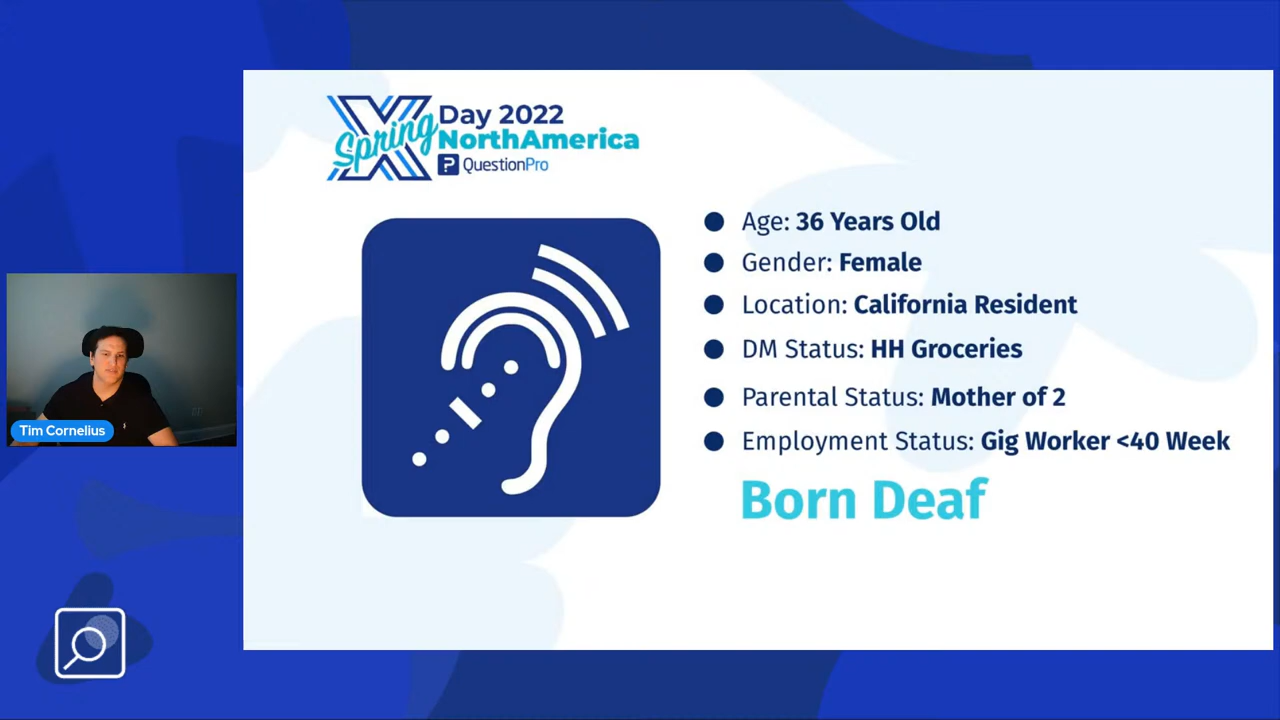 Spring
Day 2022
NorthAmerica
QuestionPro
Age: 36 Years Old
Gender: Female
Location: California Resident
DM Status: HH Groceries
Parental Status: Mother of 2
Employment Status: Gig Worker <40 Week
Born Deaf
Tim Cornelius